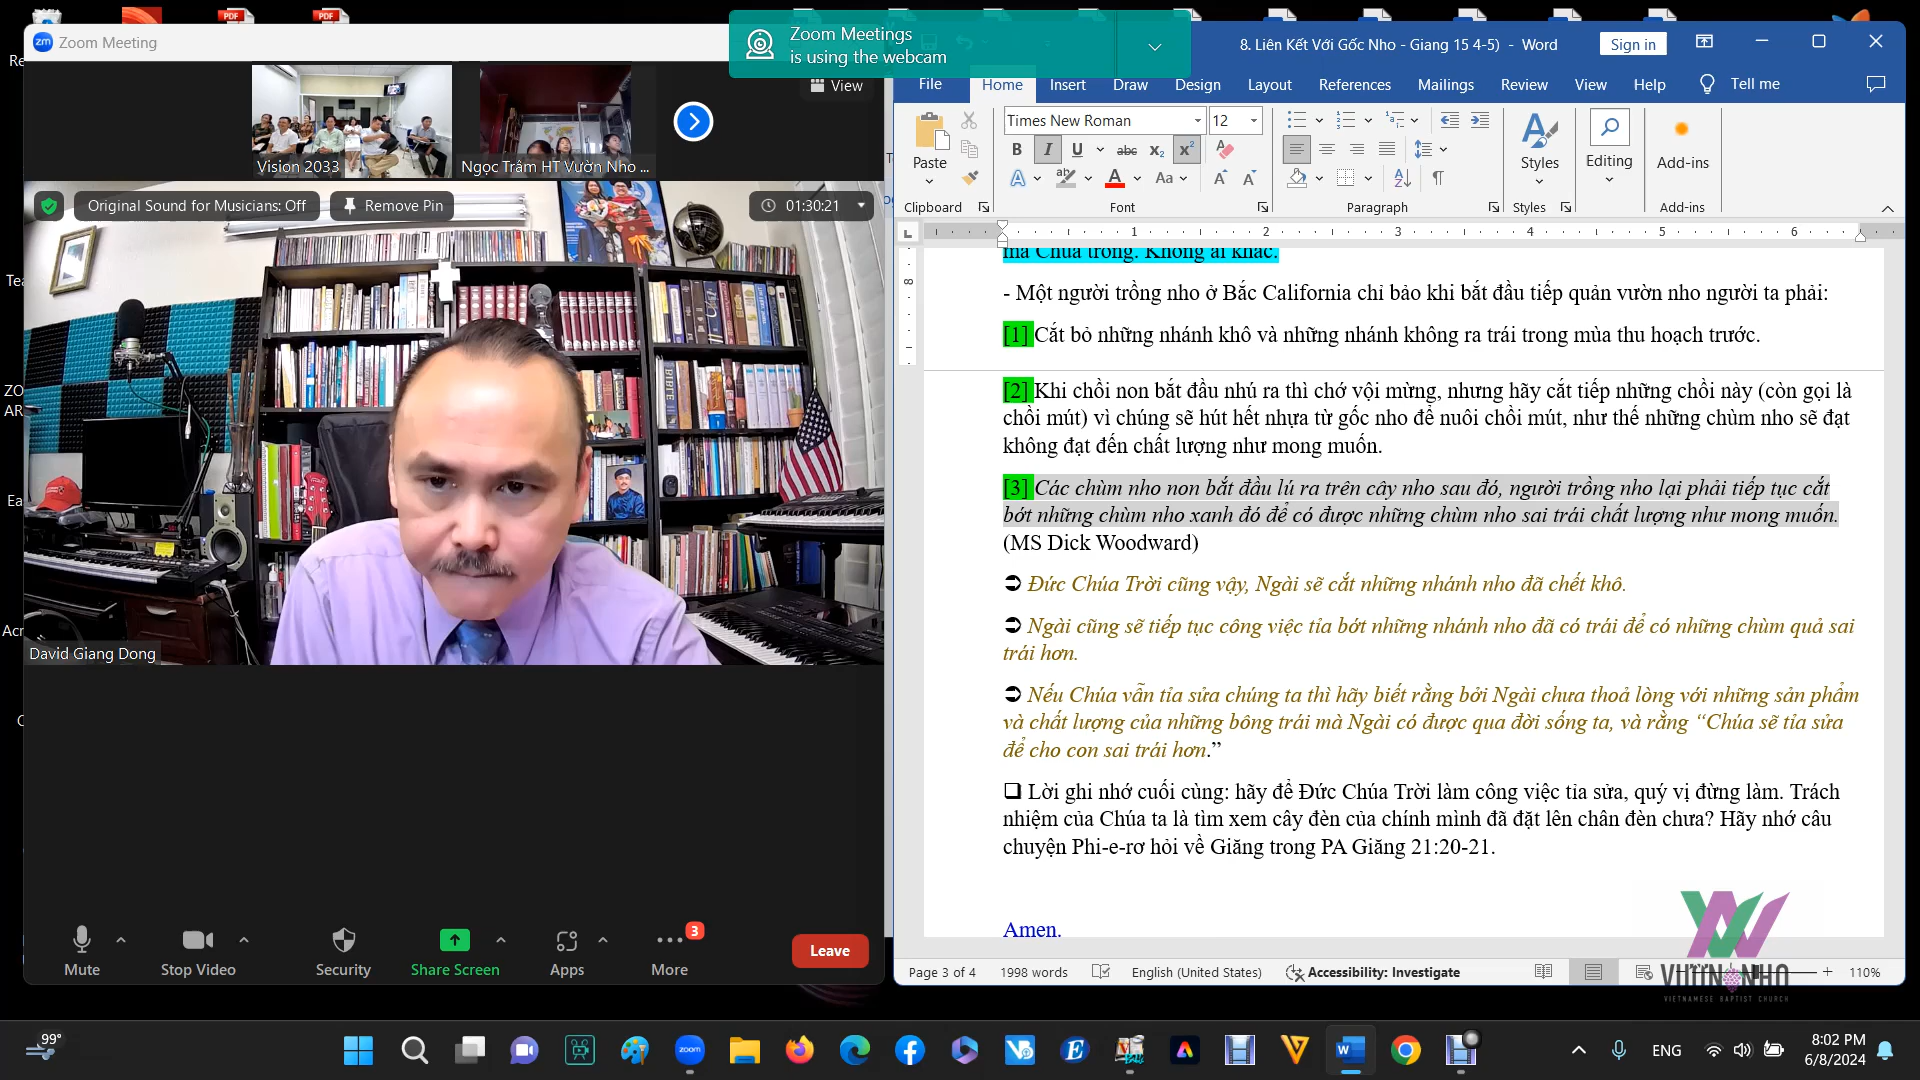 PDF
PDF
Zoom Meeting
Zoom Meetings
is using the webcam
View
Vision 2033
Ngọc Trâm HT Vườn Nho ...
Original Sound for Musicians: Off
Remove Pin
01:30:21
David Giang Dong
Mute
Stop Video
Security
Share Screen
Apps
More
3
Leave
8. Liên Kết Với Gốc Nho - Giang 15 4-5) - Word
Sign in
File Home Insert Draw Design Layout References Mailings Review View Help Tell me
Times New Roman
12
Paste
Styles
Editing
Add-ins
Clipboard
Font
Paragraph
Styles
Add-ins
1 2 3 4 5 6
8
mà Chúa trồng. Không ai khác.
- Một người trồng nho ở Bắc California chỉ bảo khi bắt đầu tiếp quản vườn nho người ta phải:
[1] Cắt bỏ những nhánh khô và những nhánh không ra trái trong mùa thu hoạch trước.
[2] Khi chồi non bắt đầu nhú ra thì chớ vội mừng, nhưng hãy cắt tiếp những chồi này (còn gọi là
chồi mút) vì chúng sẽ hút hết nhựa từ gốc nho để nuôi chồi mút, như thế những chùm nho sẽ đạt
không đạt đến chất lượng như mong muốn.
[3] Các chùm nho non bắt đầu lú ra trên cây nho sau đó, người trồng nho lại phải tiếp tục cắt
bớt những chùm nho xanh đó để có được những chùm nho sai trái chất lượng như mong muốn.
(MS Dick Woodward)
➲ Đức Chúa Trời cũng vậy, Ngài sẽ cắt những nhánh nho đã chết khô.
➲ Ngài cũng sẽ tiếp tục công việc tỉa bớt những nhánh nho đã có trái để có những chùm quả sai
trái hơn.
➲ Nếu Chúa vẫn tỉa sửa chúng ta thì hãy biết rằng bởi Ngài chưa thoả lòng với những sản phẩm
và chất lượng của những bông trái mà Ngài có được qua đời sống ta, và rằng “Chúa sẽ tỉa sửa
để cho con sai trái hơn.”
❑ Lời ghi nhớ cuối cùng: hãy để Đức Chúa Trời làm công việc tỉa sửa, quý vị đừng làm. Trách
nhiệm của Chúa ta là tìm xem cây đèn của chính mình đã đặt lên chân đèn chưa? Hãy nhớ câu
chuyện Phi-e-rơ hỏi về Giăng trong PA Giăng 21:20-21.
Amen.
VƯỜN NHO
VIETNAMESE BAPTIST CHURCH
Page 3 of 4
1998 words
English (United States)
Accessibility: Investigate
110%
99°
zoom
ENG
8:02 PM
6/8/2024